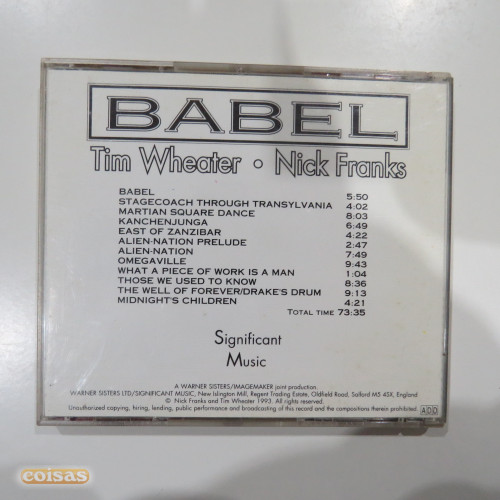 BABEL
Tim Wheater • Nick Franks
BABEL 5:50
STAGECOACH THROUGH TRANSYLVANIA 4:02
MARTIAN SQUARE DANCE 8:03
KANCHENJUNGA 6:49
EAST OF ZANZIBAR 4:22
ALIEN-NATION PRELUDE 2:47
ALIEN-NATION 7:49
OMEGAVILLE 9:43
WHAT A PIECE OF WORK IS A MAN 1:04
THOSE WE USED TO KNOW 8:36
THE WELL OF FOREVER/DRAKE'S DRUM 9:13
MIDNIGHT'S CHILDREN 4:21
TOTAL TIME 73:35
Significant
Music
A WARNER SISTERS/IMAGEMAKER joint production.
WARNER SISTERS LTD/SIGNIFICANT MUSIC, New Islington Mill, Regent Trading Estate, Oldfield Road, Salford M5 4SX, England
© Nick Franks and Tim Wheater 1993. All rights reserved.
Unauthorized copying, hiring, lending, public performance and broadcasting of this record and the compositions therein prohibited. ADD
coisas